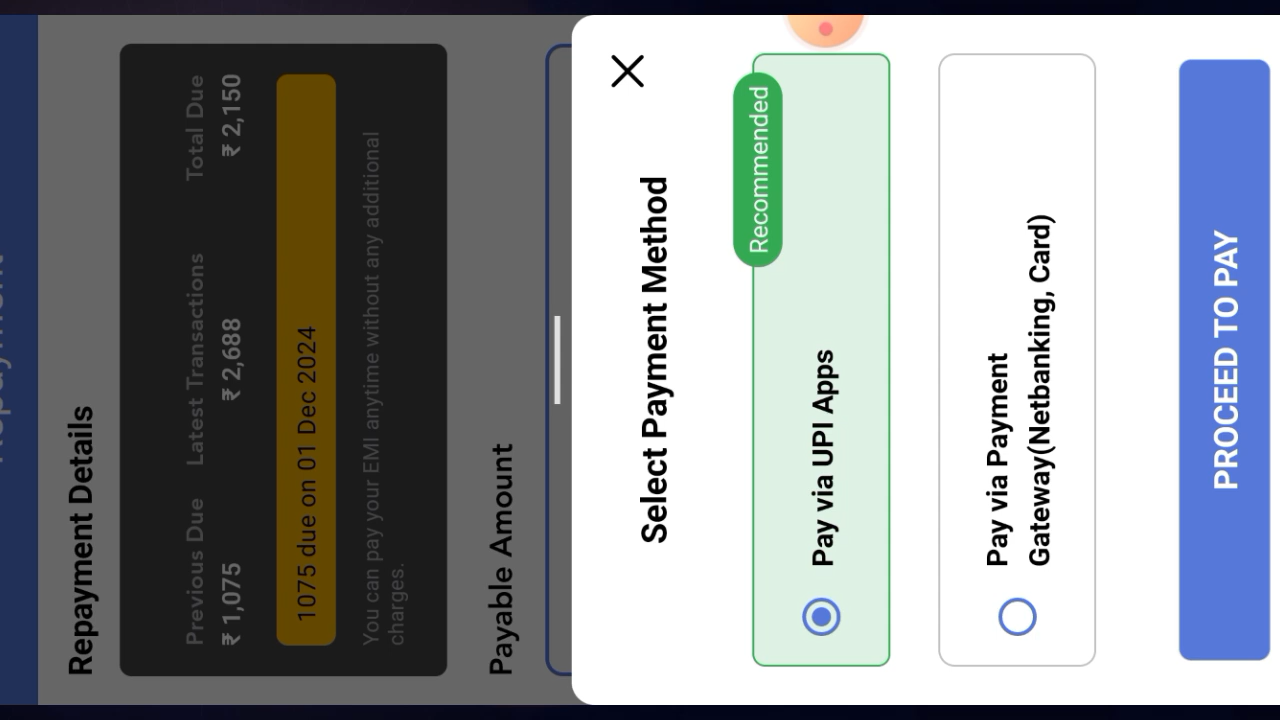 Repayment
Repayment Details
Previous Due Latest Transactions Total Due
₹ 1,075 ₹ 2,688 ₹ 2,150
1075 due on 01 Dec 2024
You can pay your EMI anytime without any additional
charges.
Payable Amount
Select Payment Method
Recommended
Pay via UPI Apps
Pay via Payment
Gateway(Netbanking, Card)
PROCEED TO PAY